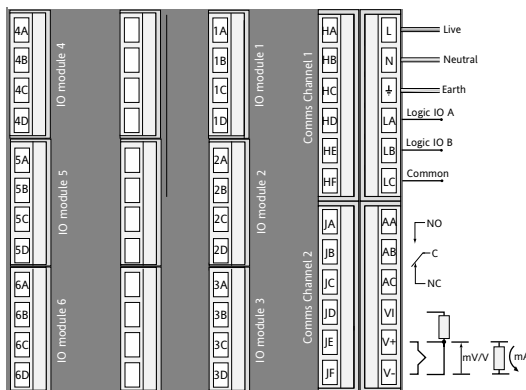 4A
4B
4C
4D
IO module 4
5A
5B
5C
5D
IO module 5
6A
6B
6C
6D
IO module 6
1A
1B
1C
1D
IO module 1
2A
2B
2C
2D
IO module 2
3A
3B
3C
3D
IO module 3
HA
HB
HC
HD
HE
HF
Comms Channel 1
JA
JB
JC
JD
JE
JF
Comms Channel 2
L
N
LA
LB
LC
AA
AB
AC
VI
V+
V-
Live
Neutral
Earth
Logic IO A
Logic IO B
Common
NO
C
NC
mV/V
mA